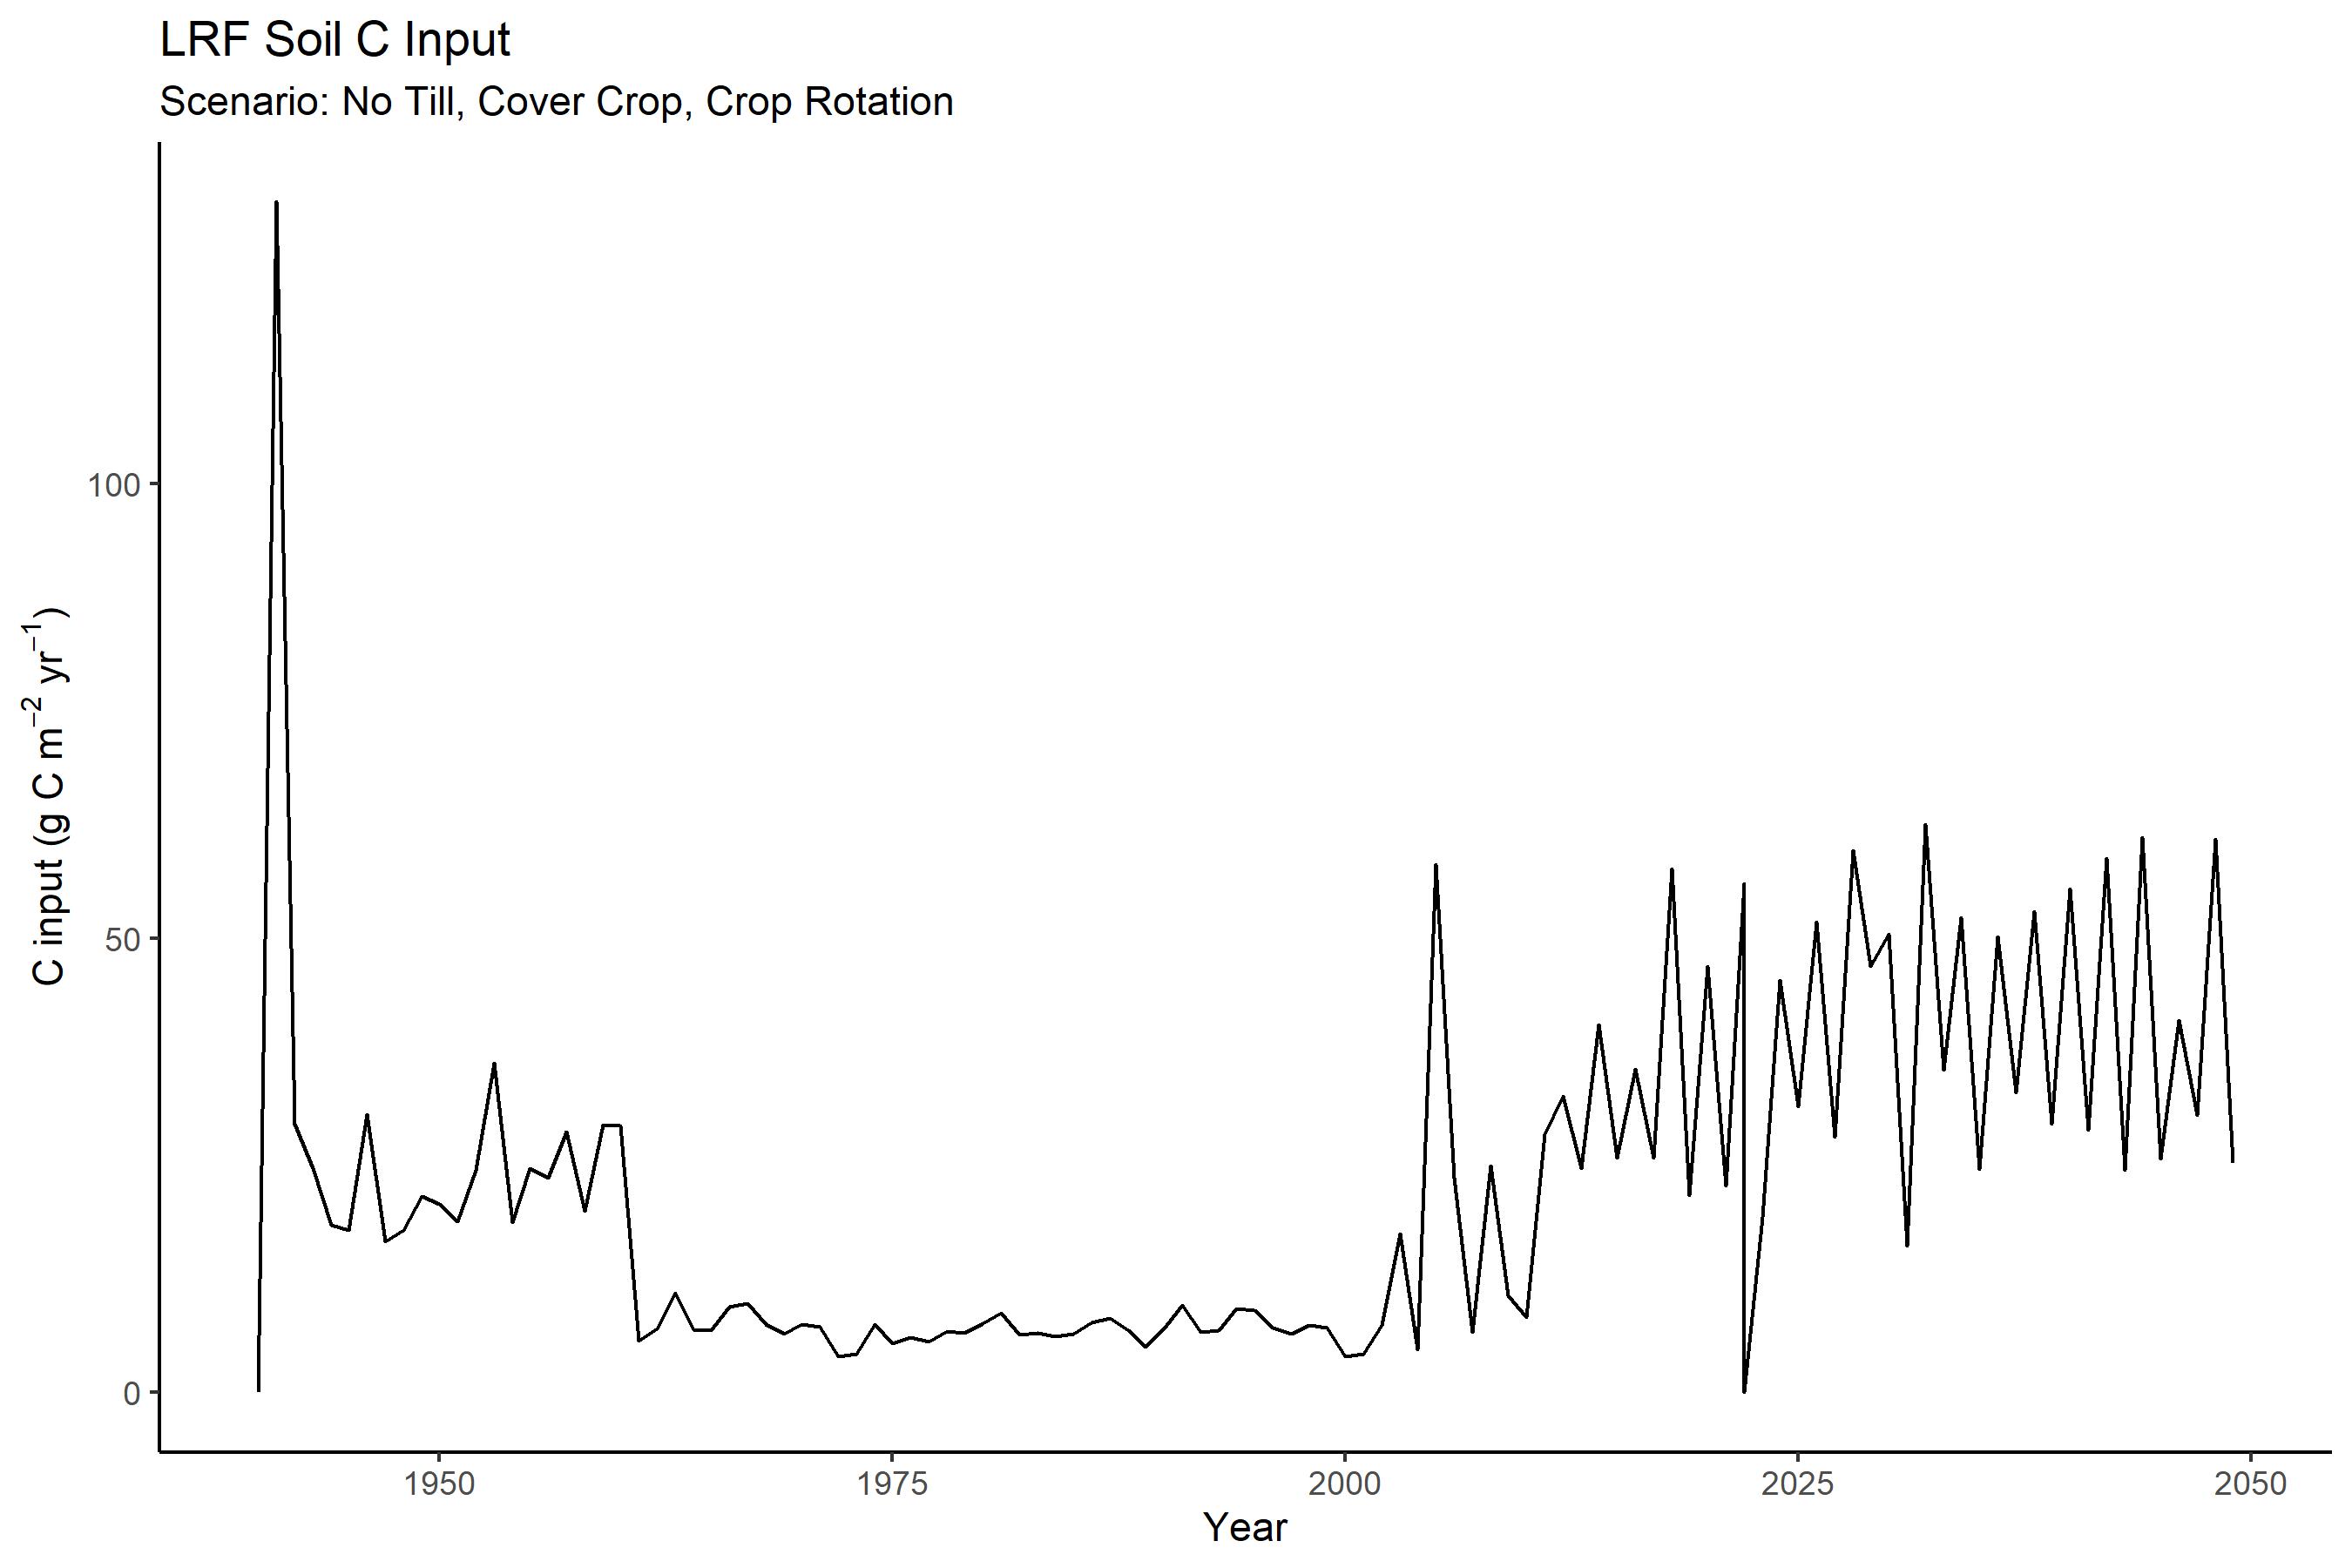 LRF Soil C Input
Scenario: No Till, Cover Crop, Crop Rotation
C input (g C m⁻² yr⁻¹)
100
50
0
1950 1975 2000 2025 2050
Year